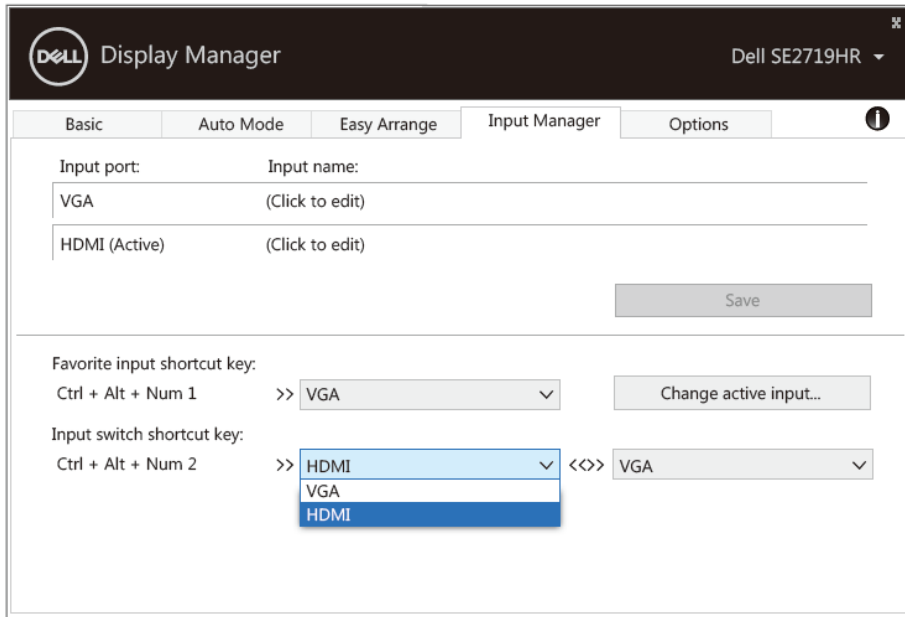 DELL Display Manager
Dell SE2719HR
Basic Auto Mode Easy Arrange Input Manager Options
Input port: Input name:
VGA (Click to edit)
HDMI (Active) (Click to edit)
Save
Favorite input shortcut key:
Ctrl + Alt + Num 1 >> VGA Change active input...
Input switch shortcut key:
Ctrl + Alt + Num 2 >> HDMI <<>> VGA
VGA
HDMI